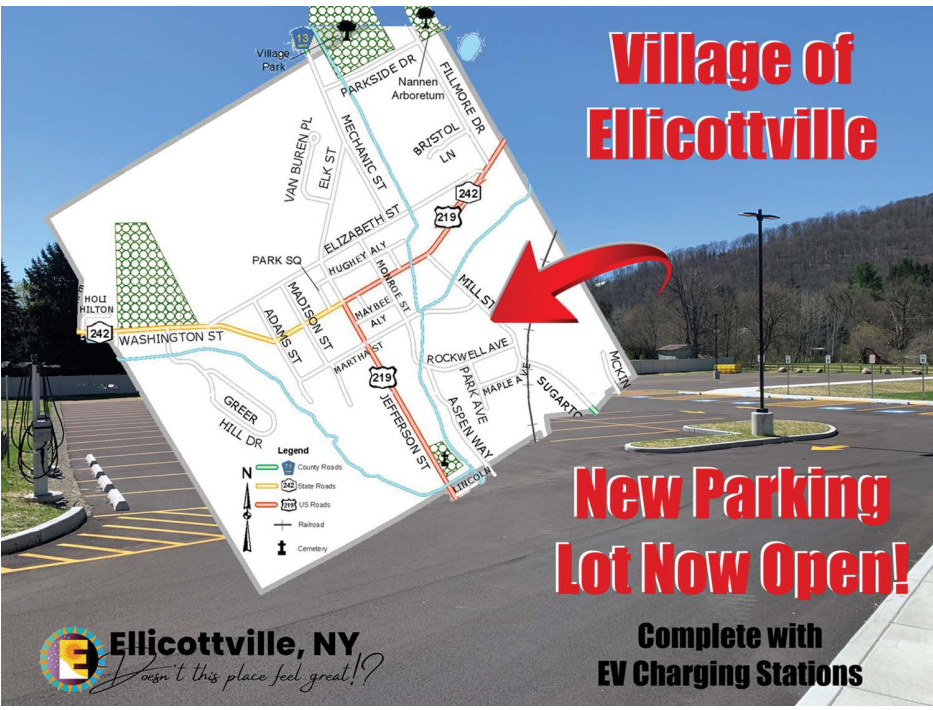 Village of
Ellicottville
13
Village
Park
PARKSIDE DR
Nannen
Arboretum
FILLMORE DR
MECHANIC ST
BRISTOL
LN
VAN BUREN PL
ELK ST
242
219
ELIZABETH ST
PARK SQ
HUGHEY ALY
MONROE ST
MILL ST
HOLI
HILTON
MADISON ST
MAYBEE
ALY
242
WASHINGTON ST
ADAMS ST
MARTHA ST
ROCKWELL AVE
219
PARK AVE
MAPLE AVE
SUGARTO
MCKIN
JEFFERSON ST
ASPEN WAY
GREER
HILL DR
LINCOLN
Legend
N
71
County Roads
242
State Roads
219
US Roads
Railroad
Cemetery
New Parking
Lot Now Open!
Complete with
EV Charging Stations
E
Ellicottville, NY
Doesn't this place feel great!?